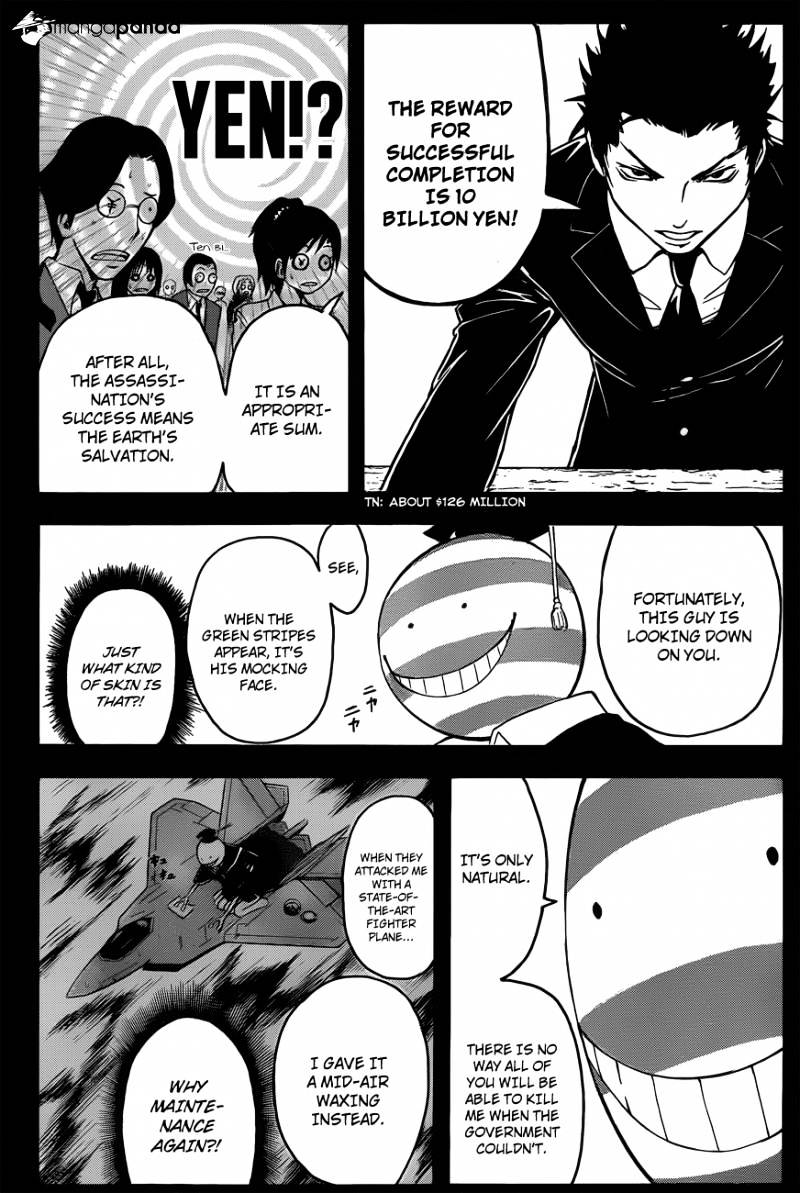 mangapanda
THE REWARD
FOR
SUCCESSFUL
COMPLETION
IS 10
BILLION YEN!
TN: ABOUT $126 MILLION
YEN!?
Ten bi...
IT IS AN
APPROPRI-
ATE SUM.
AFTER ALL,
THE ASSASSI-
NATION'S
SUCCESS MEANS
THE EARTH'S
SALVATION.
FORTUNATELY,
THIS GUY IS
LOOKING DOWN
ON YOU.
SEE,
WHEN THE
GREEN STRIPES
APPEAR, IT'S
HIS MOCKING
FACE.
ニヤ
ニヤ
JUST
WHAT KIND
OF SKIN IS
THAT?!
IT'S ONLY
NATURAL.
THERE IS NO
WAY ALL OF
YOU WILL BE
ABLE TO KILL
ME WHEN THE
GOVERNMENT
COULDN'T.
WHEN THEY
ATTACKED ME
WITH A
STATE-OF-
THE-ART
FIGHTER
PLANE...
I GAVE IT
A MID-AIR
WAXING
INSTEAD.
WHY
MAINTE-
NANCE
AGAIN?!